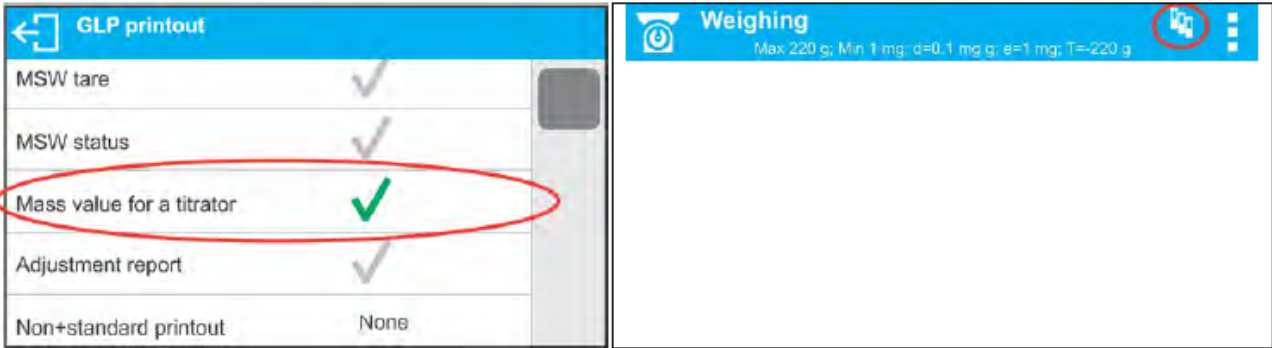 GLP printout
MSW tare
MSW status
Mass value for a titrator
Adjustment report
Non+standard printout None
Weighing
Max 220 g; Min 1 mg; d=0.1 mg g; e=1 mg; T=-220 g